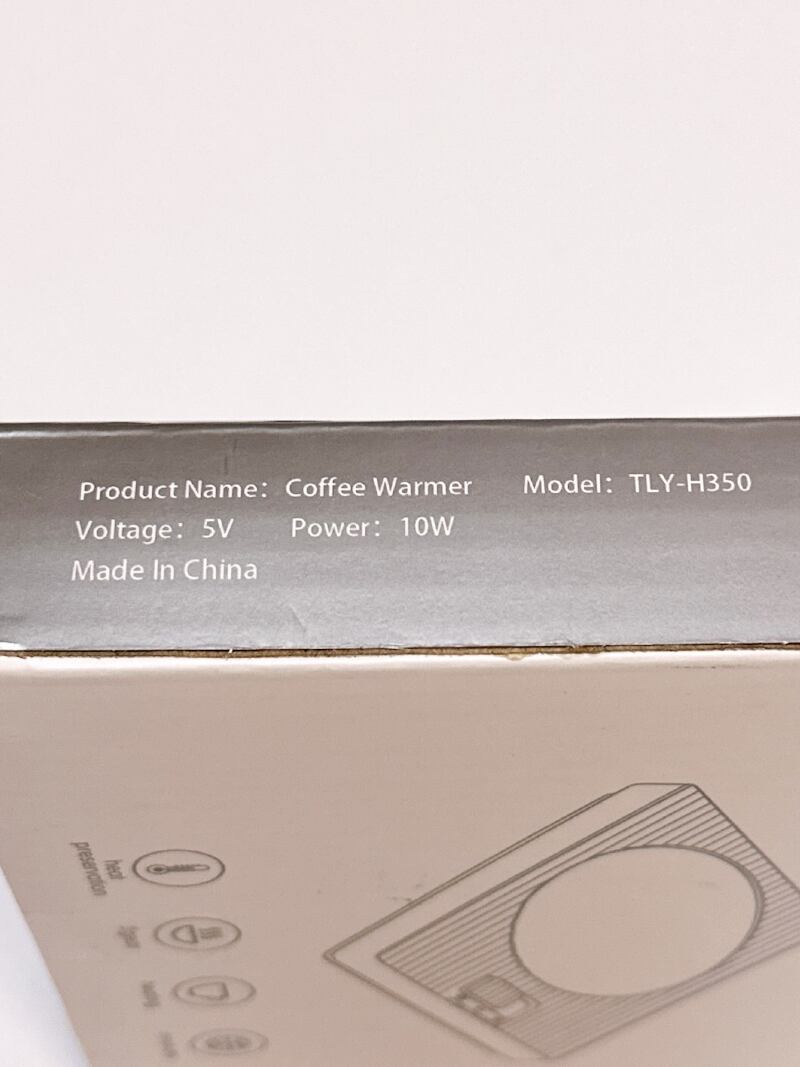 Product Name: Coffee Warmer Model: TLY-H350
Voltage: 5V Power: 10W
Made In China
heat
preservation